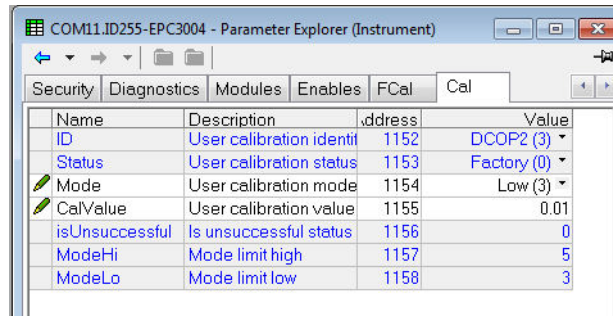 COM11.ID255-EPC3004 - Parameter Explorer (Instrument)
Security Diagnostics Modules Enables FCal Cal
Name Description ddress Value
ID User calibration identif 1152 DCOP2 (3)
Status User calibration status 1153 Factory (0)
Mode User calibration mode 1154 Low (3)
CalValue User calibration value 1155 0.01
isUnsuccessful Is unsuccessful status 1156 0
ModeHi Mode limit high 1157 5
ModeLo Mode limit low 1158 3